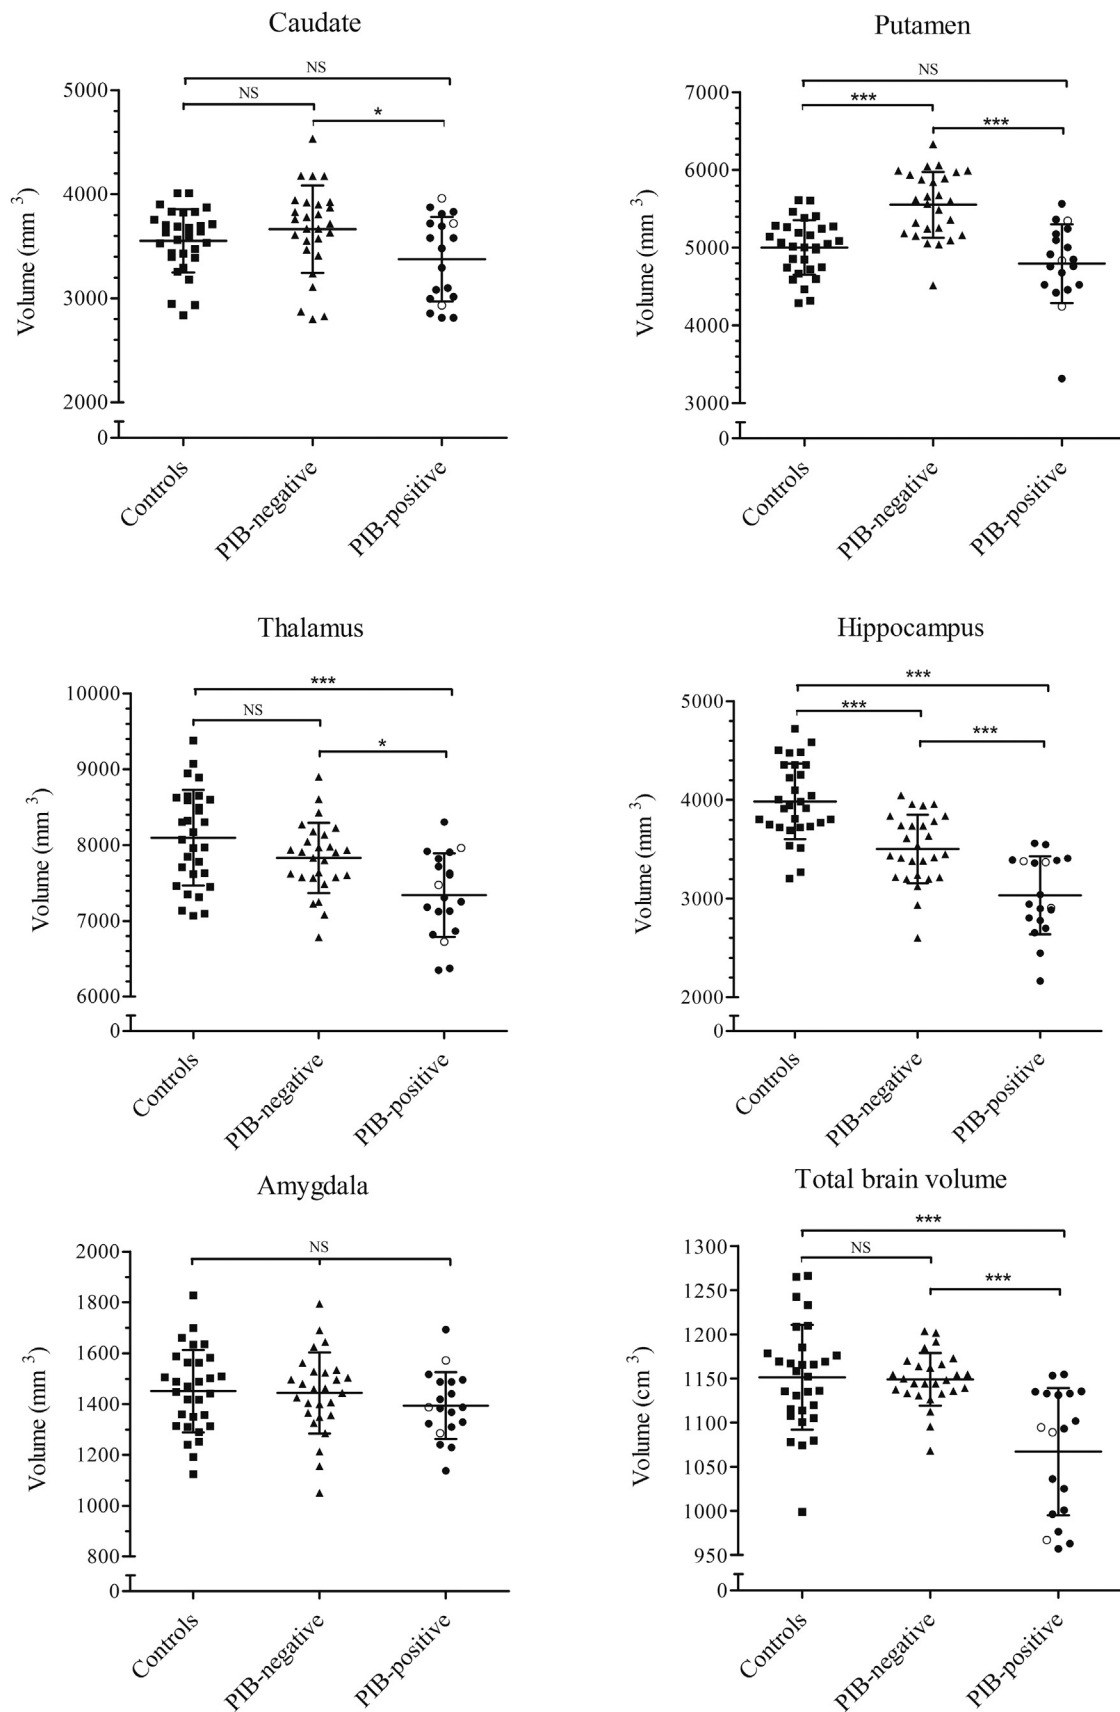 Caudate
NS
NS
*
5000
4000
3000
2000
0
Volume (mm 3)
Controls
PIB-negative
PIB-positive
Putamen
NS
***
***
7000
6000
5000
4000
3000
0
Volume (mm 3)
Controls
PIB-negative
PIB-positive
Thalamus
***
NS
*
10000
9000
8000
7000
6000
0
Volume (mm 3)
Controls
PIB-negative
PIB-positive
Hippocampus
***
***
***
5000
4000
3000
2000
0
Volume (mm 3)
Controls
PIB-negative
PIB-positive
Amygdala
NS
2000
1800
1600
1400
1200
1000
800
0
Volume (mm 3)
Controls
PIB-negative
PIB-positive
Total brain volume
***
NS
***
1300
1250
1200
1150
1100
1050
1000
950
0
Volume (cm 3)
Controls
PIB-negative
PIB-positive